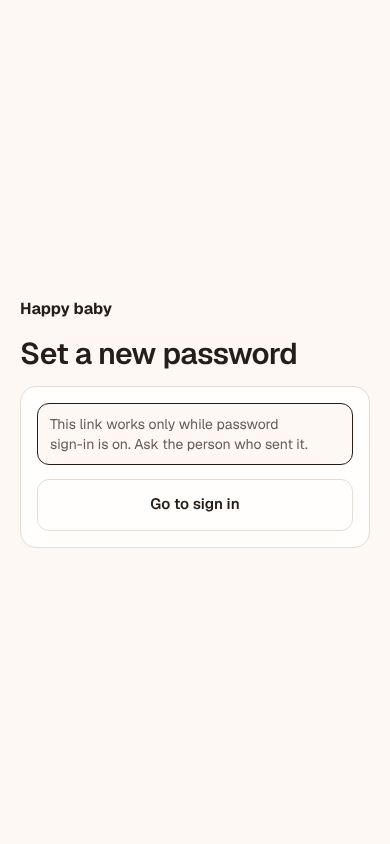 Happy baby
Set a new password
This link works only while password
sign-in is on. Ask the person who sent it.
Go to sign in